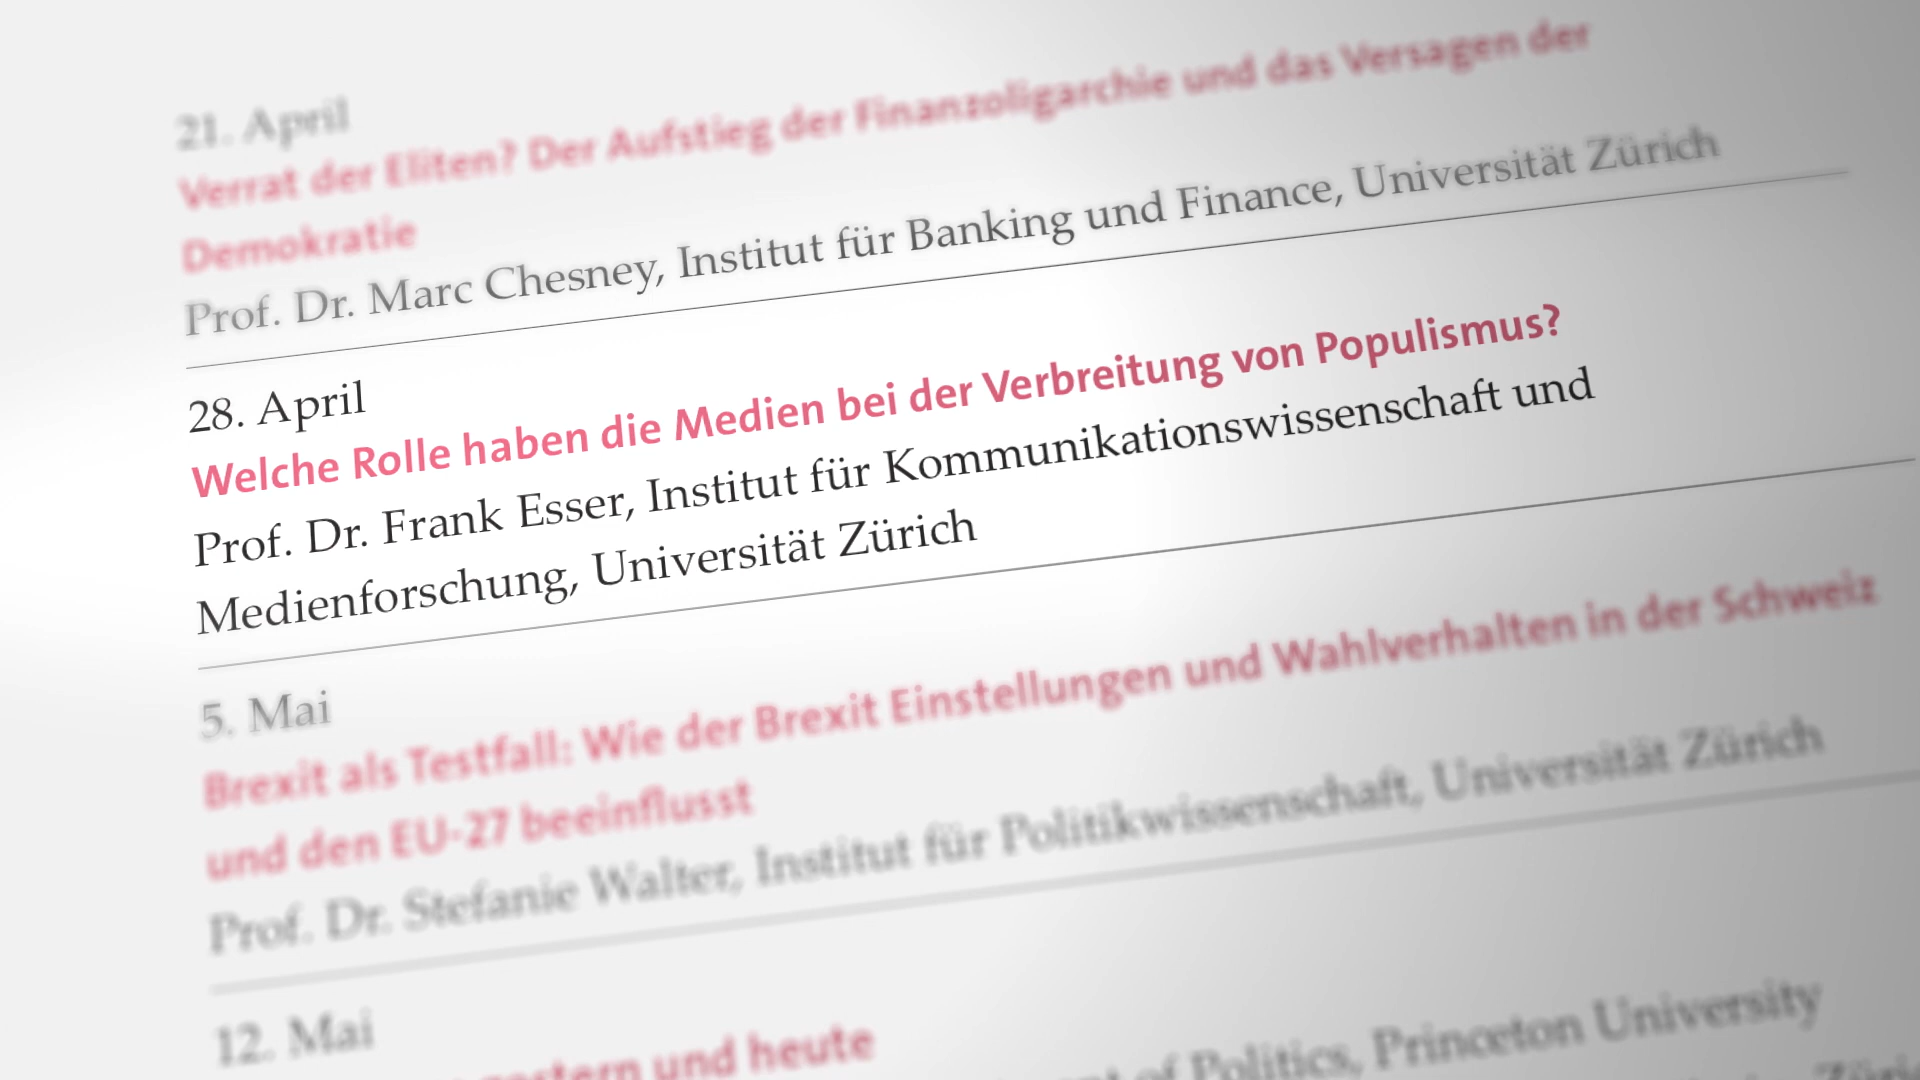 21. April
Verrat der Eliten? Der Aufstieg der Finanzoligarchie und das Versagen der
Demokratie
Prof. Dr. Marc Chesney, Institut für Banking und Finance, Universität Zürich
28. April
Welche Rolle haben die Medien bei der Verbreitung von Populismus?
Prof. Dr. Frank Esser, Institut für Kommunikationswissenschaft und
Medienforschung, Universität Zürich
5. Mai
Brexit als Testfall: Wie der Brexit Einstellungen und Wahlverhalten in der Schweiz
und den EU-27 beeinflusst
Prof. Dr. Stefanie Walter, Institut für Politikwissenschaft, Universität Zürich
12. Mai
gestern und heute
of Politics, Princeton University